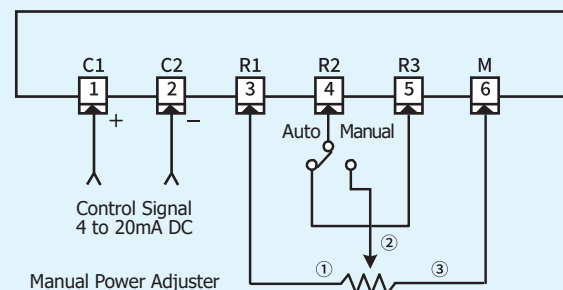 C1 C2 R1 R2 R3 M
1 2 3 4 5 6
+ −
Auto Manual
Control Signal
4 to 20mA DC
②
① ③
Manual Power Adjuster